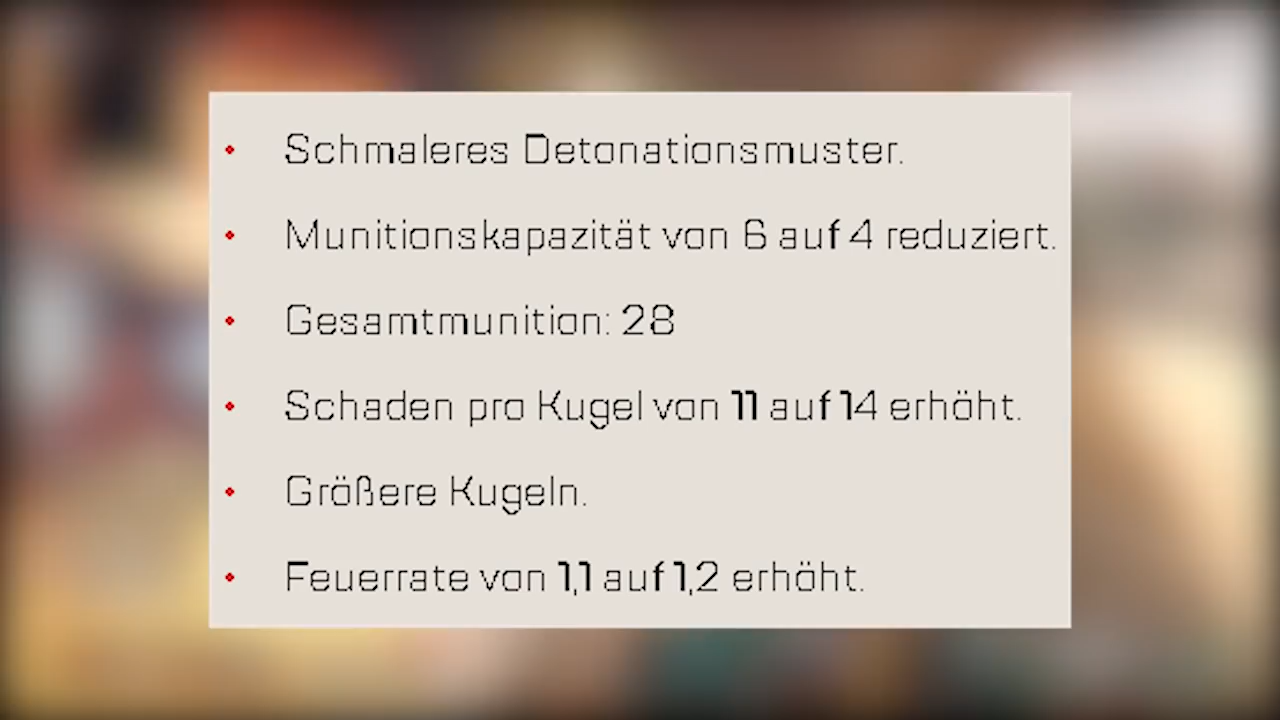 • Schmaleres Detonationsmuster.
• Munitionskapazität von 6 auf 4 reduziert.
• Gesamtmunition: 28
• Schaden pro Kugel von 11 auf 14 erhöht.
• Größere Kugeln.
• Feuerrate von 1,1 auf 1,2 erhöht.